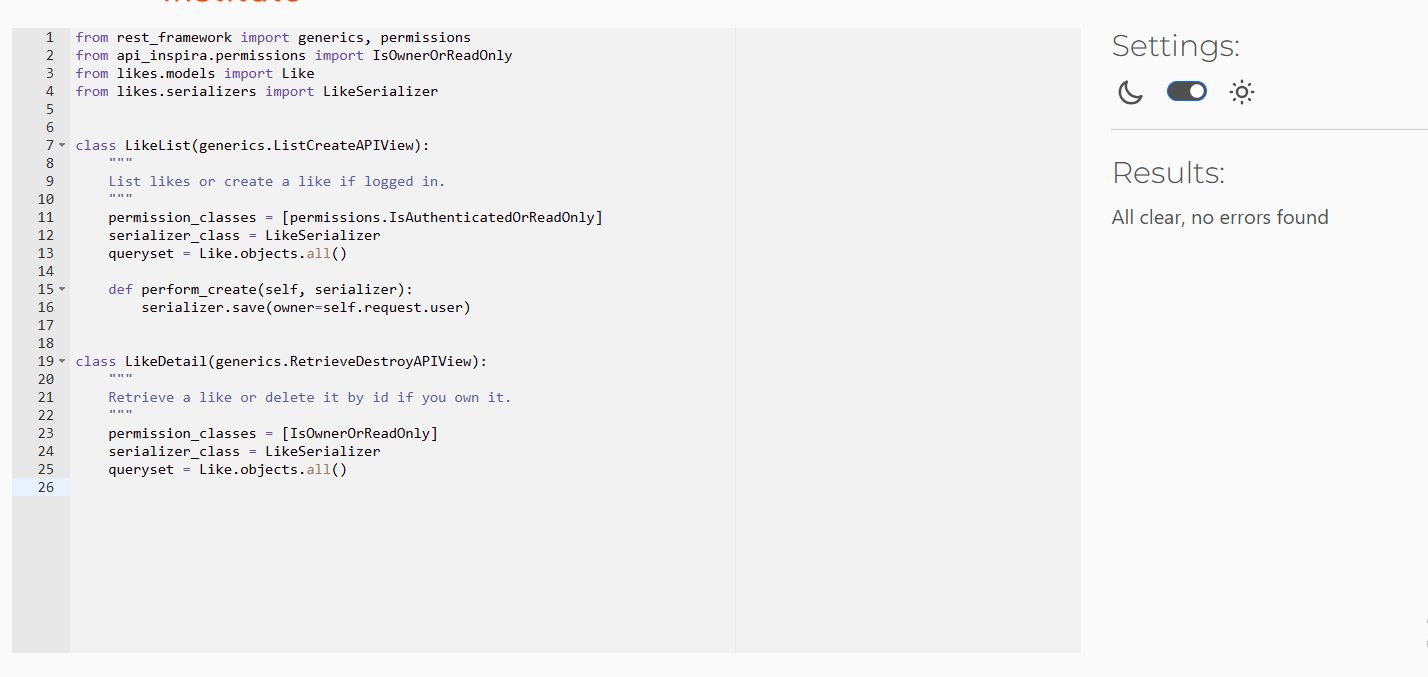 Institute
1 from rest_framework import generics, permissions
2 from api_inspira.permissions import IsOwnerOrReadOnly
3 from likes.models import Like
4 from likes.serializers import LikeSerializer
5
6
7 class LikeList(generics.ListCreateAPIView):
8     """
9     List likes or create a like if logged in.
10     """
11     permission_classes = [permissions.IsAuthenticatedOrReadOnly]
12     serializer_class = LikeSerializer
13     queryset = Like.objects.all()
14
15     def perform_create(self, serializer):
16         serializer.save(owner=self.request.user)
17
18
19 class LikeDetail(generics.RetrieveDestroyAPIView):
20     """
21     Retrieve a like or delete it by id if you own it.
22     """
23     permission_classes = [IsOwnerOrReadOnly]
24     serializer_class = LikeSerializer
25     queryset = Like.objects.all()
26
Settings:
Results:
All clear, no errors found